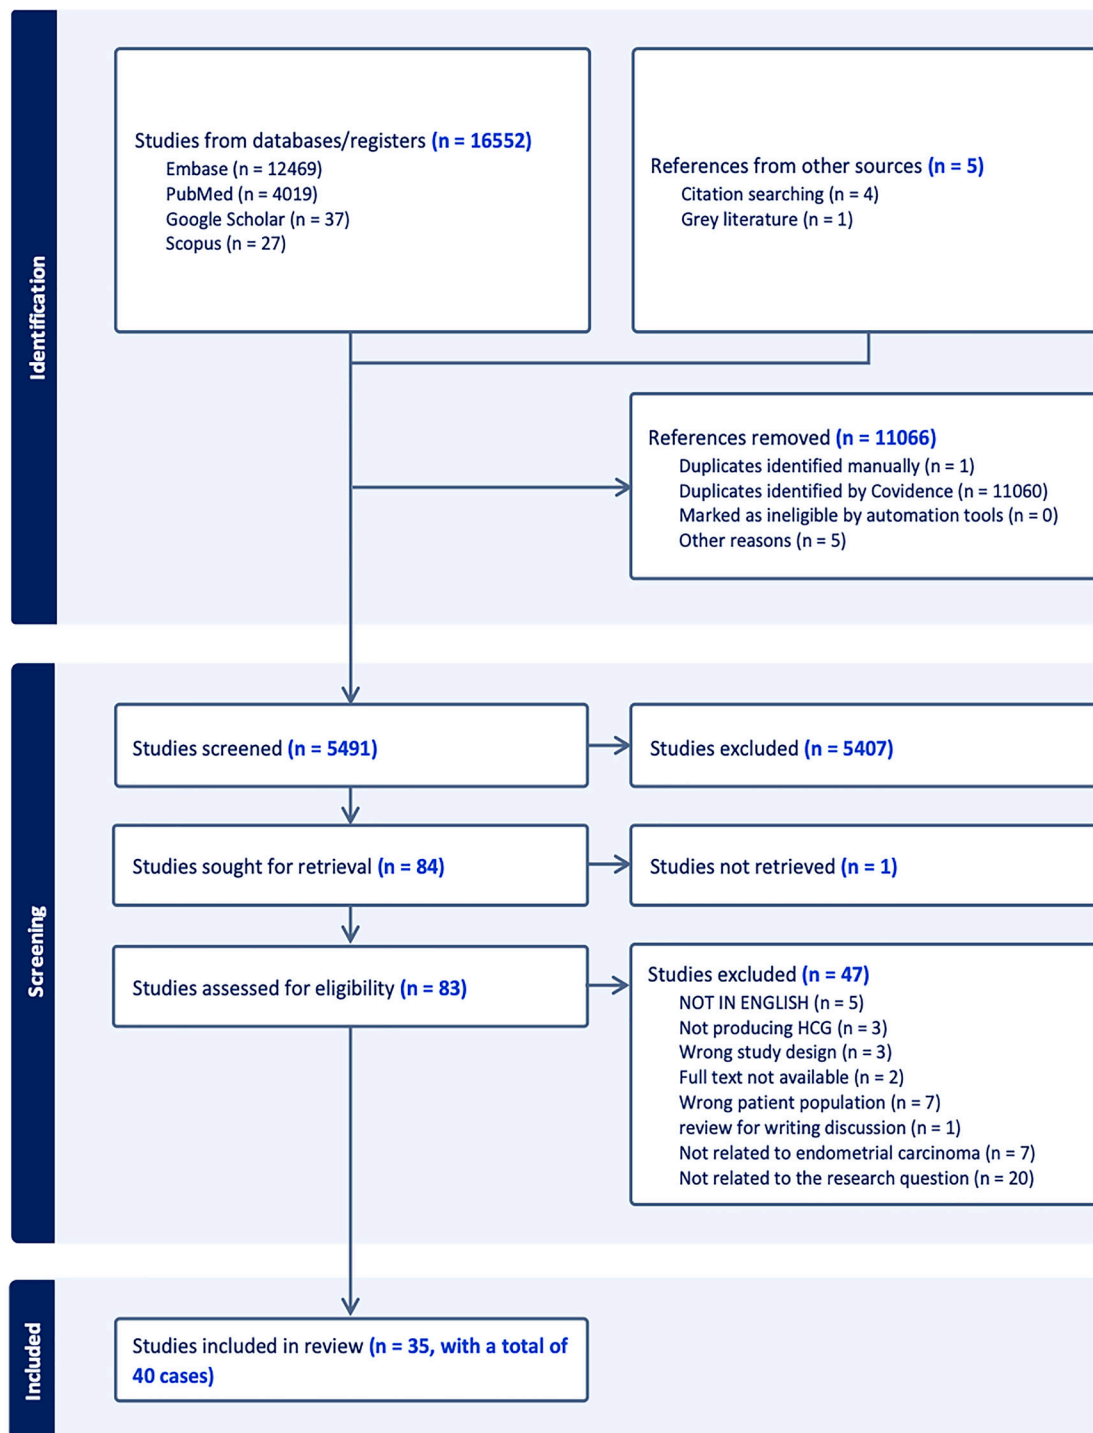 Identification
Studies from databases/registers (n = 16552)
Embase (n = 12469)
PubMed (n = 4019)
Google Scholar (n = 37)
Scopus (n = 27)
References from other sources (n = 5)
Citation searching (n = 4)
Grey literature (n = 1)
References removed (n = 11066)
Duplicates identified manually (n = 1)
Duplicates identified by Covidence (n = 11060)
Marked as ineligible by automation tools (n = 0)
Other reasons (n = 5)
Screening
Studies screened (n = 5491)
Studies excluded (n = 5407)
Studies sought for retrieval (n = 84)
Studies not retrieved (n = 1)
Studies assessed for eligibility (n = 83)
Studies excluded (n = 47)
NOT IN ENGLISH (n = 5)
Not producing HCG (n = 3)
Wrong study design (n = 3)
Full text not available (n = 2)
Wrong patient population (n = 7)
review for writing discussion (n = 1)
Not related to endometrial carcinoma (n = 7)
Not related to the research question (n = 20)
Included
Studies included in review (n = 35, with a total of
40 cases)